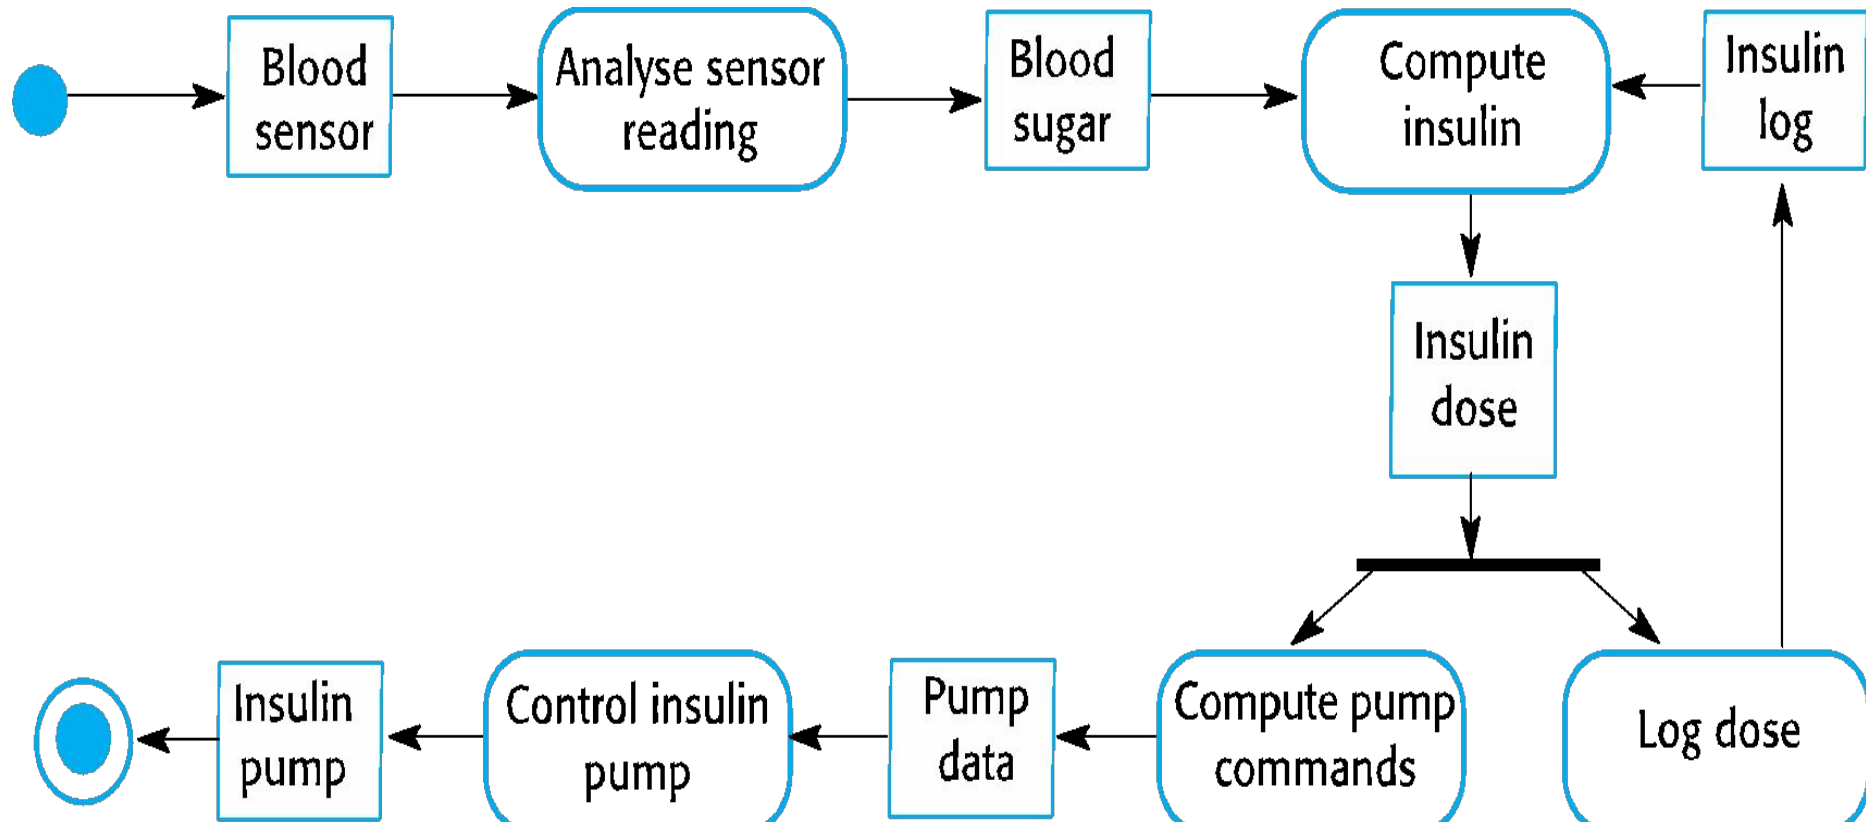 Blood
sensor
Analyse sensor
reading
Blood
sugar
Compute
insulin
Insulin
log
Insulin
dose
Insulin
pump
Control insulin
pump
Pump
data
Compute pump
commands
Log dose